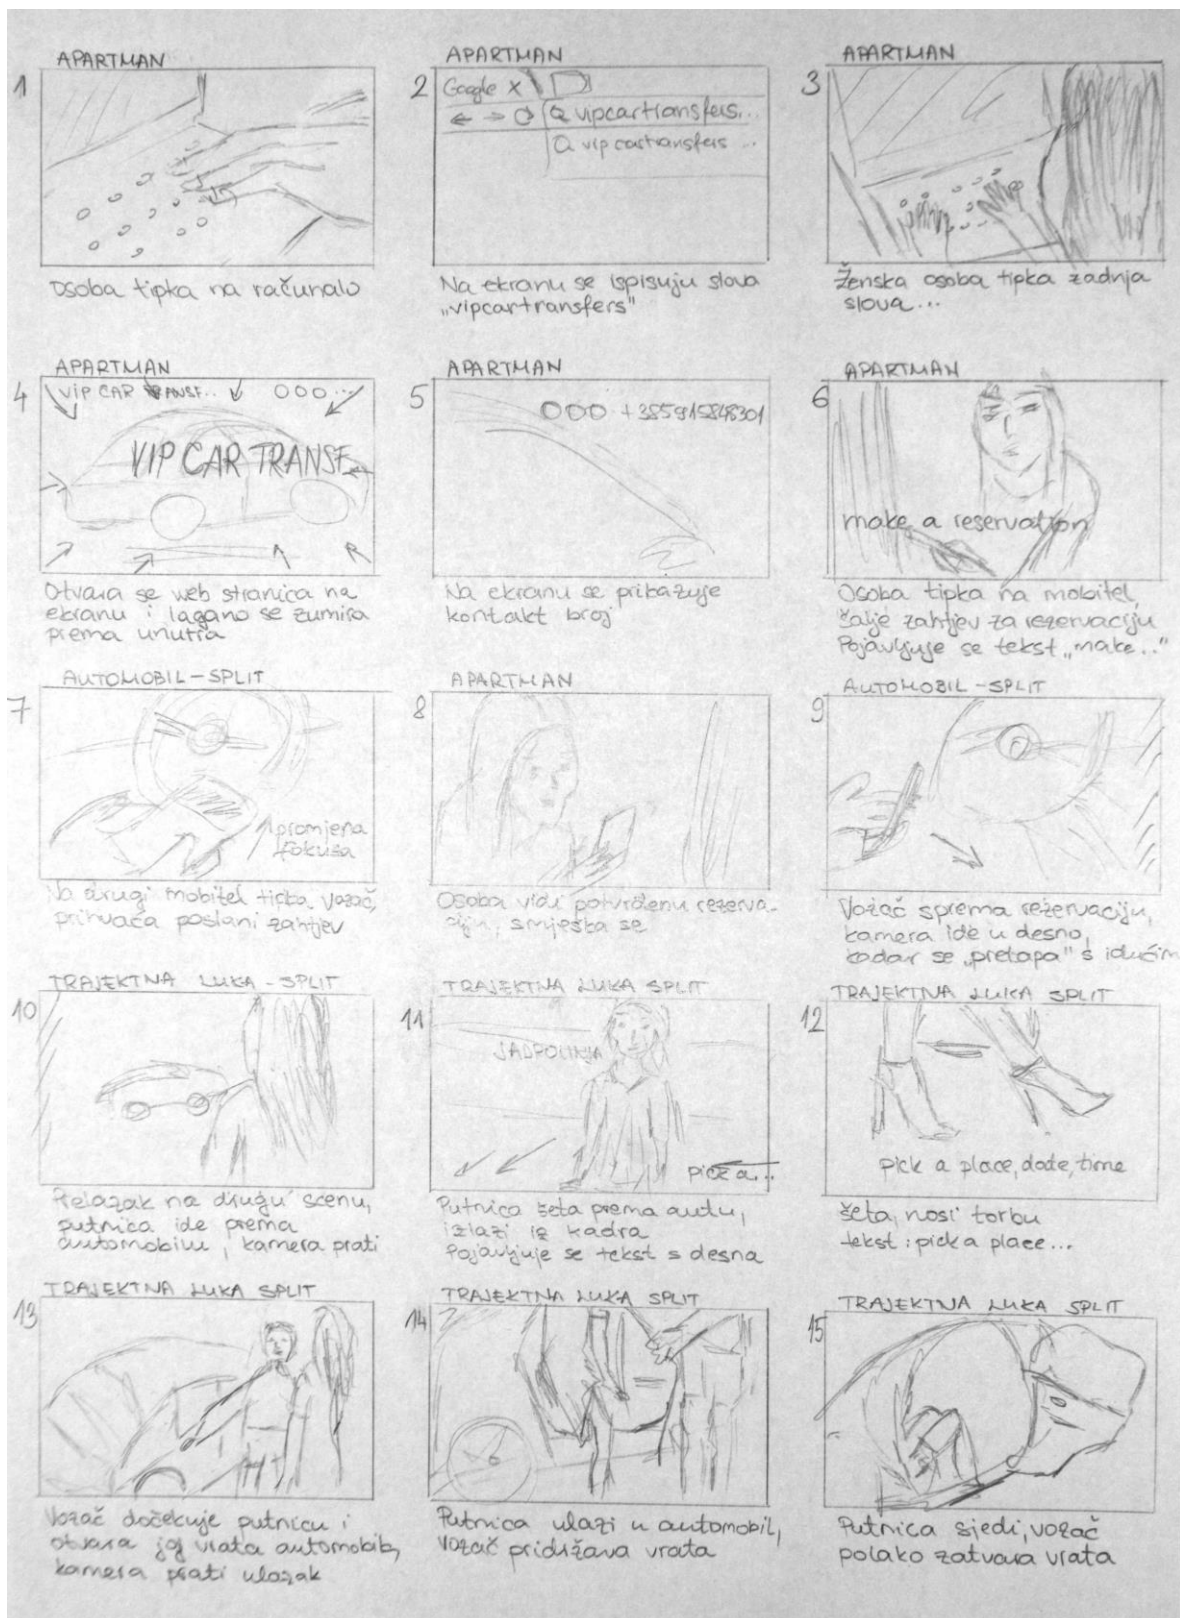 APARTMAN
1
Osoba tipka na računalo
APARTMAN
2
Google X
Q vipcartransfers...
Q vipcartransfers ..
Na ekranu se ispisuju slova
„vipcartransfers"
APARTMAN
3
Ženska osoba tipka zadnja
slova...
APARTMAN
4
VIP CAR TRANSF.. OOO...
VIP CAR TRANSF
Otvara se web stranica na
ekranu i lagano se zumira
prema unutra
APARTMAN
5
OOO +385915848301
Na ekranu se prikazuje
kontakt broj
APARTMAN
6
make a reservation
Osoba tipka na mobitel,
šalje zahtjev za rezervaciju
Pojavljuje se tekst „make..."
AUTOMOBIL-SPLIT
7
promjena
fokusa
Na drugi mobitel tipka vozač,
prihvaća poslani zahtjev
APARTMAN
8
Osoba vidi potvrđenu rezerva-
ciju, smješka se
AUTOMOBIL-SPLIT
9
Vozač sprema rezervaciju,
kamera ide u desno,
kadar se „pretapa" s idućim
TRAJEKTNA LUKA - SPLIT
10
Prelazak na drugu scenu,
putnica ide prema
automobilu, kamera prati
TRAJEKTNA LUKA SPLIT
11
pick a...
Putnica šeta prema autu,
izlazi iz kadra
Pojavljuje se tekst s desna
TRAJEKTNA LUKA SPLIT
12
pick a place, date, time
Šeta, nosi torbu
tekst: pick a place...
TRAJEKTNA LUKA SPLIT
13
Vozač dočekuje putnicu i
otvara joj vrata automobila,
kamera prati ulazak
TRAJEKTNA LUKA SPLIT
14
Putnica ulazi u automobil,
vozač pridržava vrata
TRAJEKTNA LUKA SPLIT
15
Putnica sjedi, vozač
polako zatvara vrata